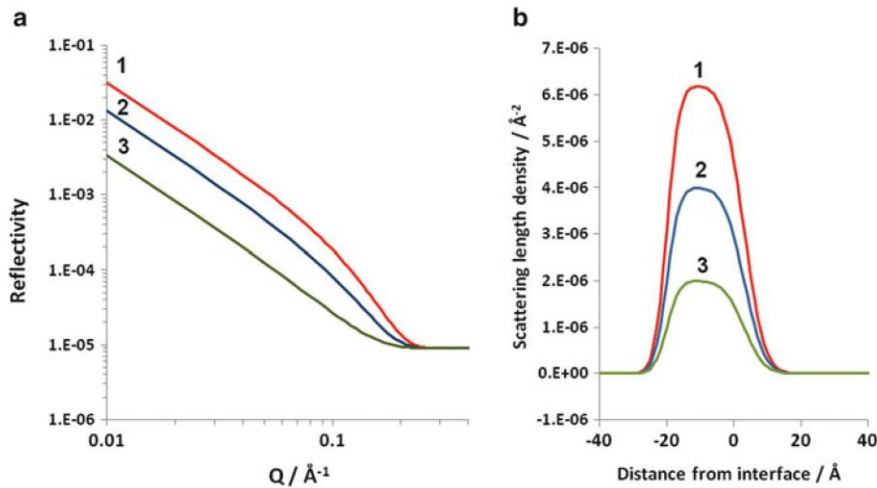 a
1.E-01
1
1.E-02
2
3
1.E-03
1.E-04
1.E-05
1.E-06
0.01
0.1
Reflectivity
Q / Å⁻¹
b
7.E-06
1
6.E-06
5.E-06
2
4.E-06
3.E-06
3
2.E-06
1.E-06
0.E+00
-1.E-06
-40
-20
0
20
40
Scattering length density / Å⁻²
Distance from interface / Å